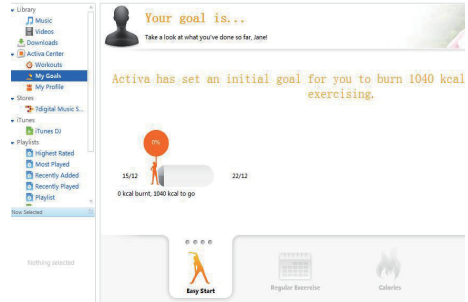 Library
Music
Videos
Downloads
Activa Center
Workouts
My Goals
My Profile
Stores
7digital Music S...
iTunes
iTunes DJ
Playlists
Highest Rated
Most Played
Recently Added
Recently Played
Playlist
Now Selected
Nothing selected
Your goal is...
Take a look at what you've done so far, Jane!
Activa has set an initial goal for you to burn 1040 kcal
exercising.
0%
15/12
22/12
0 kcal burnt, 1040 kcal to go
Easy Start
Regular Exercise
Calories